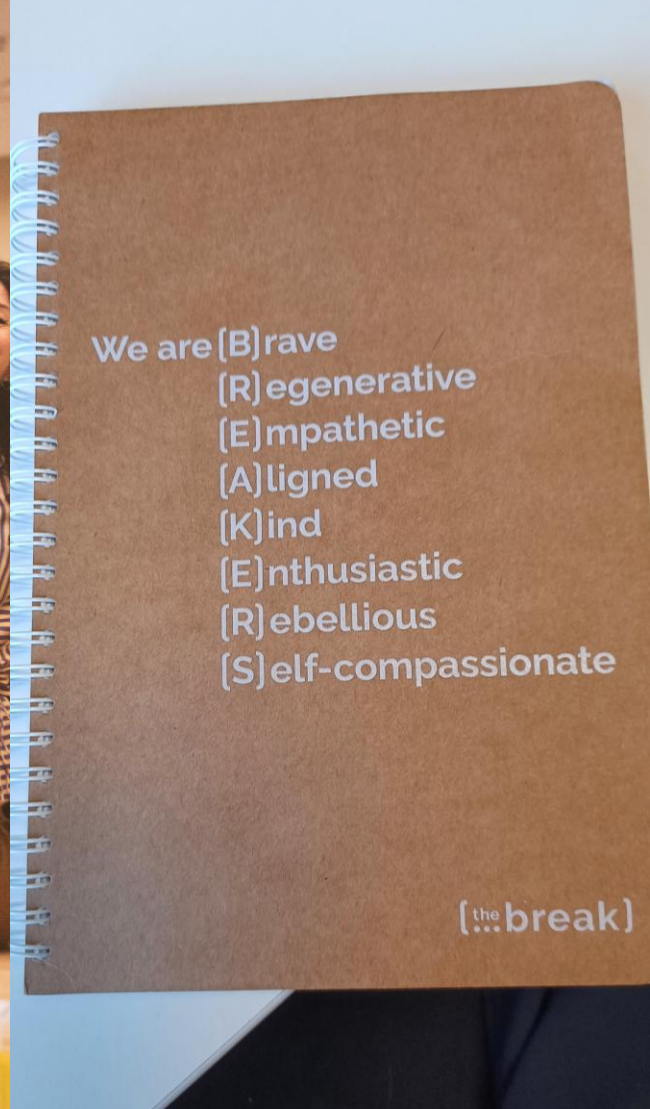 We are [B]rave
[R]egenerative
[E]mpathetic
[A]ligned
[K]ind
[E]nthusiastic
[R]ebellious
[S]elf-compassionate
[the...break]